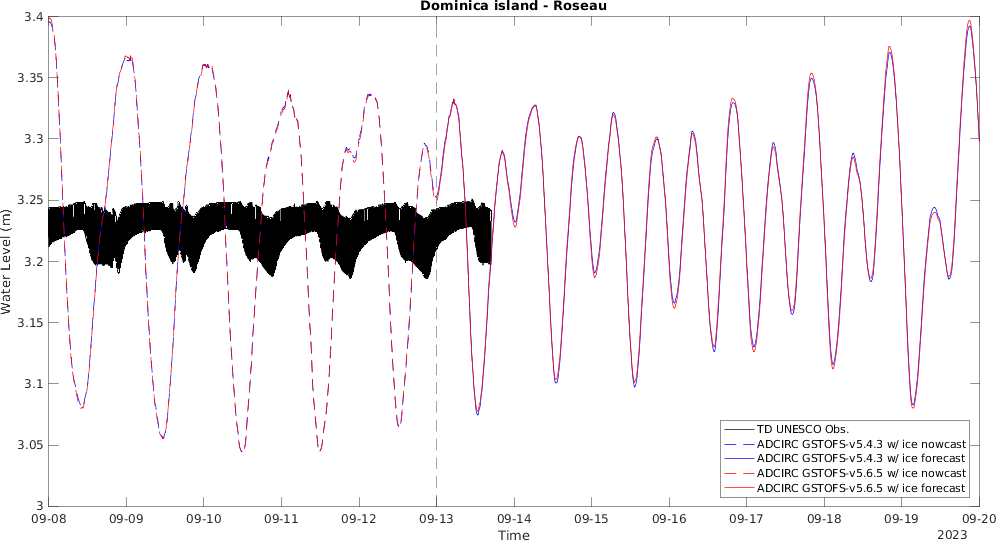 Dominica island - Roseau
3.4
3.35
3.3
3.25
3.2
3.15
3.1
3.05
3
Water Level (m)
09-08 09-09 09-10 09-11 09-12 09-13 09-14 09-15 09-16 09-17 09-18 09-19 09-20
Time
2023
TD UNESCO Obs.
ADCIRC GSTOFS-v5.4.3 w/ ice nowcast
ADCIRC GSTOFS-v5.4.3 w/ ice forecast
ADCIRC GSTOFS-v5.6.5 w/ ice nowcast
ADCIRC GSTOFS-v5.6.5 w/ ice forecast